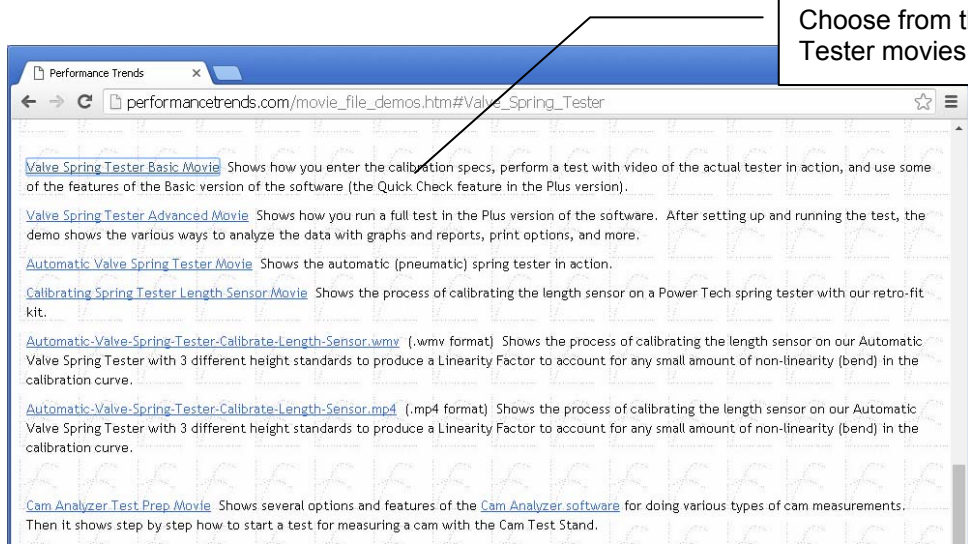 Choose from th
Tester movies
Performance Trends
performancetrends.com/movie_file_demos.htm#Valve_Spring_Tester
Valve Spring Tester Basic Movie Shows how you enter the calibration specs, perform a test with video of the actual tester in action, and use some
of the features of the Basic version of the software (the Quick Check feature in the Plus version).
Valve Spring Tester Advanced Movie Shows how you run a full test in the Plus version of the software. After setting up and running the test, the
demo shows the various ways to analyze the data with graphs and reports, print options, and more.
Automatic Valve Spring Tester Movie Shows the automatic (pneumatic) spring tester in action.
Calibrating Spring Tester Length Sensor Movie Shows the process of calibrating the length sensor on a Power Tech spring tester with our retro-fit
kit.
Automatic-Valve-Spring-Tester-Calibrate-Length-Sensor.wmv (.wmv format) Shows the process of calibrating the length sensor on our Automatic
Valve Spring Tester with 3 different height standards to produce a Linearity Factor to account for any small amount of non-linearity (bend) in the
calibration curve.
Automatic-Valve-Spring-Tester-Calibrate-Length-Sensor.mp4 (.mp4 format) Shows the process of calibrating the length sensor on our Automatic
Valve Spring Tester with 3 different height standards to produce a Linearity Factor to account for any small amount of non-linearity (bend) in the
calibration curve.
Cam Analyzer Test Prep Movie Shows several options and features of the Cam Analyzer software for doing various types of cam measurements.
Then it shows step by step how to start a test for measuring a cam with the Cam Test Stand.